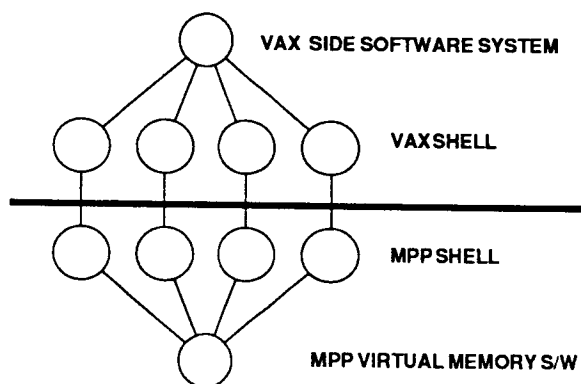 VAX SIDE SOFTWARE SYSTEM
VAXSHELL
MPP SHELL
MPP VIRTUAL MEMORY S/W